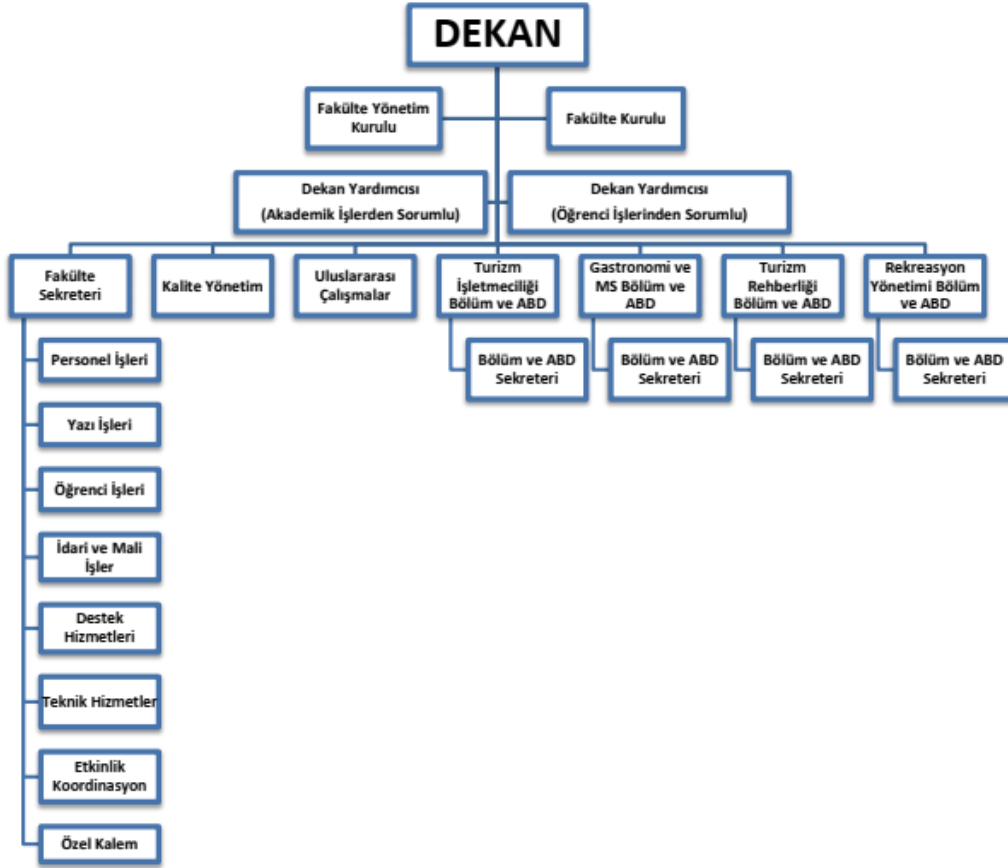 DEKAN
Fakülte Yönetim
Kurulu
Fakülte Kurulu
Dekan Yardımcısı
(Akademik İşlerden Sorumlu)
Dekan Yardımcısı
(Öğrenci İşlerinden Sorumlu)
Fakülte
Sekreteri
Kalite Yönetim
Uluslararası
Çalışmalar
Turizm
İşletmeciliği
Bölüm ve ABD
Gastronomi ve
MS Bölüm ve
ABD
Turizm
Rehberliği
Bölüm ve ABD
Rekreasyon
Yönetimi Bölüm
ve ABD
Bölüm ve ABD
Sekreteri
Bölüm ve ABD
Sekreteri
Bölüm ve ABD
Sekreteri
Bölüm ve ABD
Sekreteri
Personel İşleri
Yazı İşleri
Öğrenci İşleri
İdari ve Mali
İşler
Destek
Hizmetleri
Teknik Hizmetler
Etkinlik
Koordinasyon
Özel Kalem